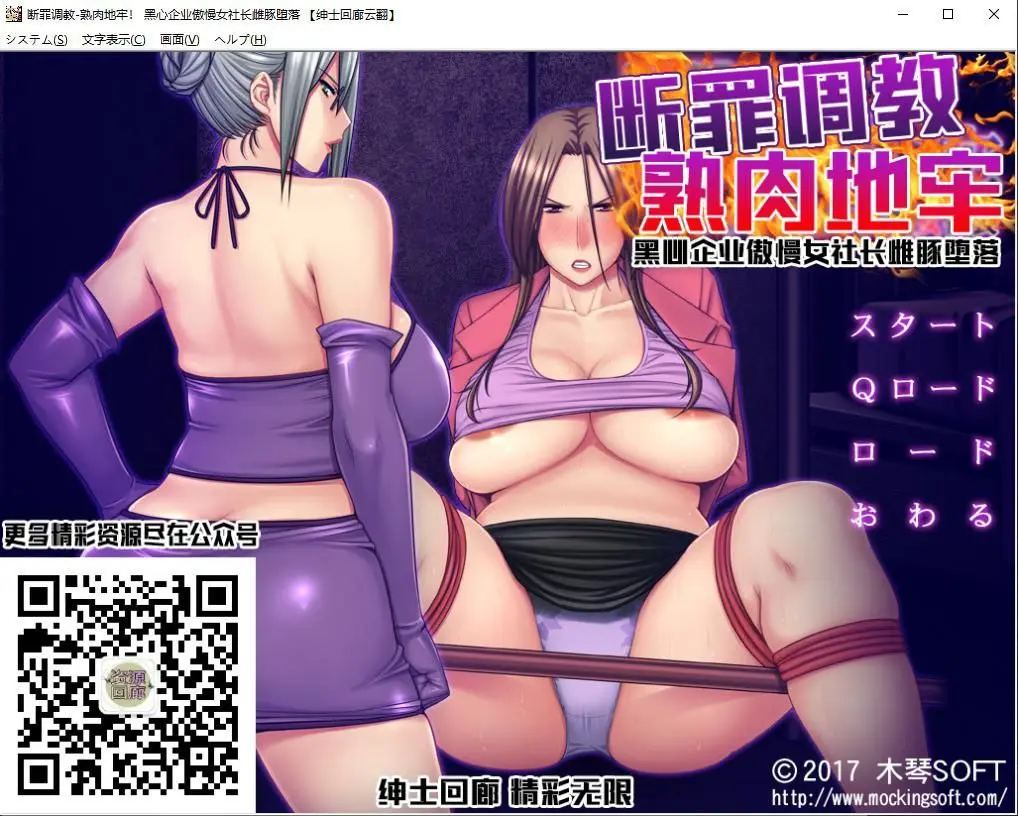 断罪调教-熟肉地牢！ 黑心企业傲慢女社长雌豚堕落 【绅士回廊云翻】
システム(S) 文字表示(C) 画面(V) ヘルプ(H)
断罪调教
熟肉地牢
黑心企业傲慢女社长雌豚堕落
スタート
Qロード
ロード
おわる
更多精彩资源尽在公众号
资源
回廊
绅士回廊 精彩无限
©2017 木琴SOFT
http://www.mockingsoft.com/